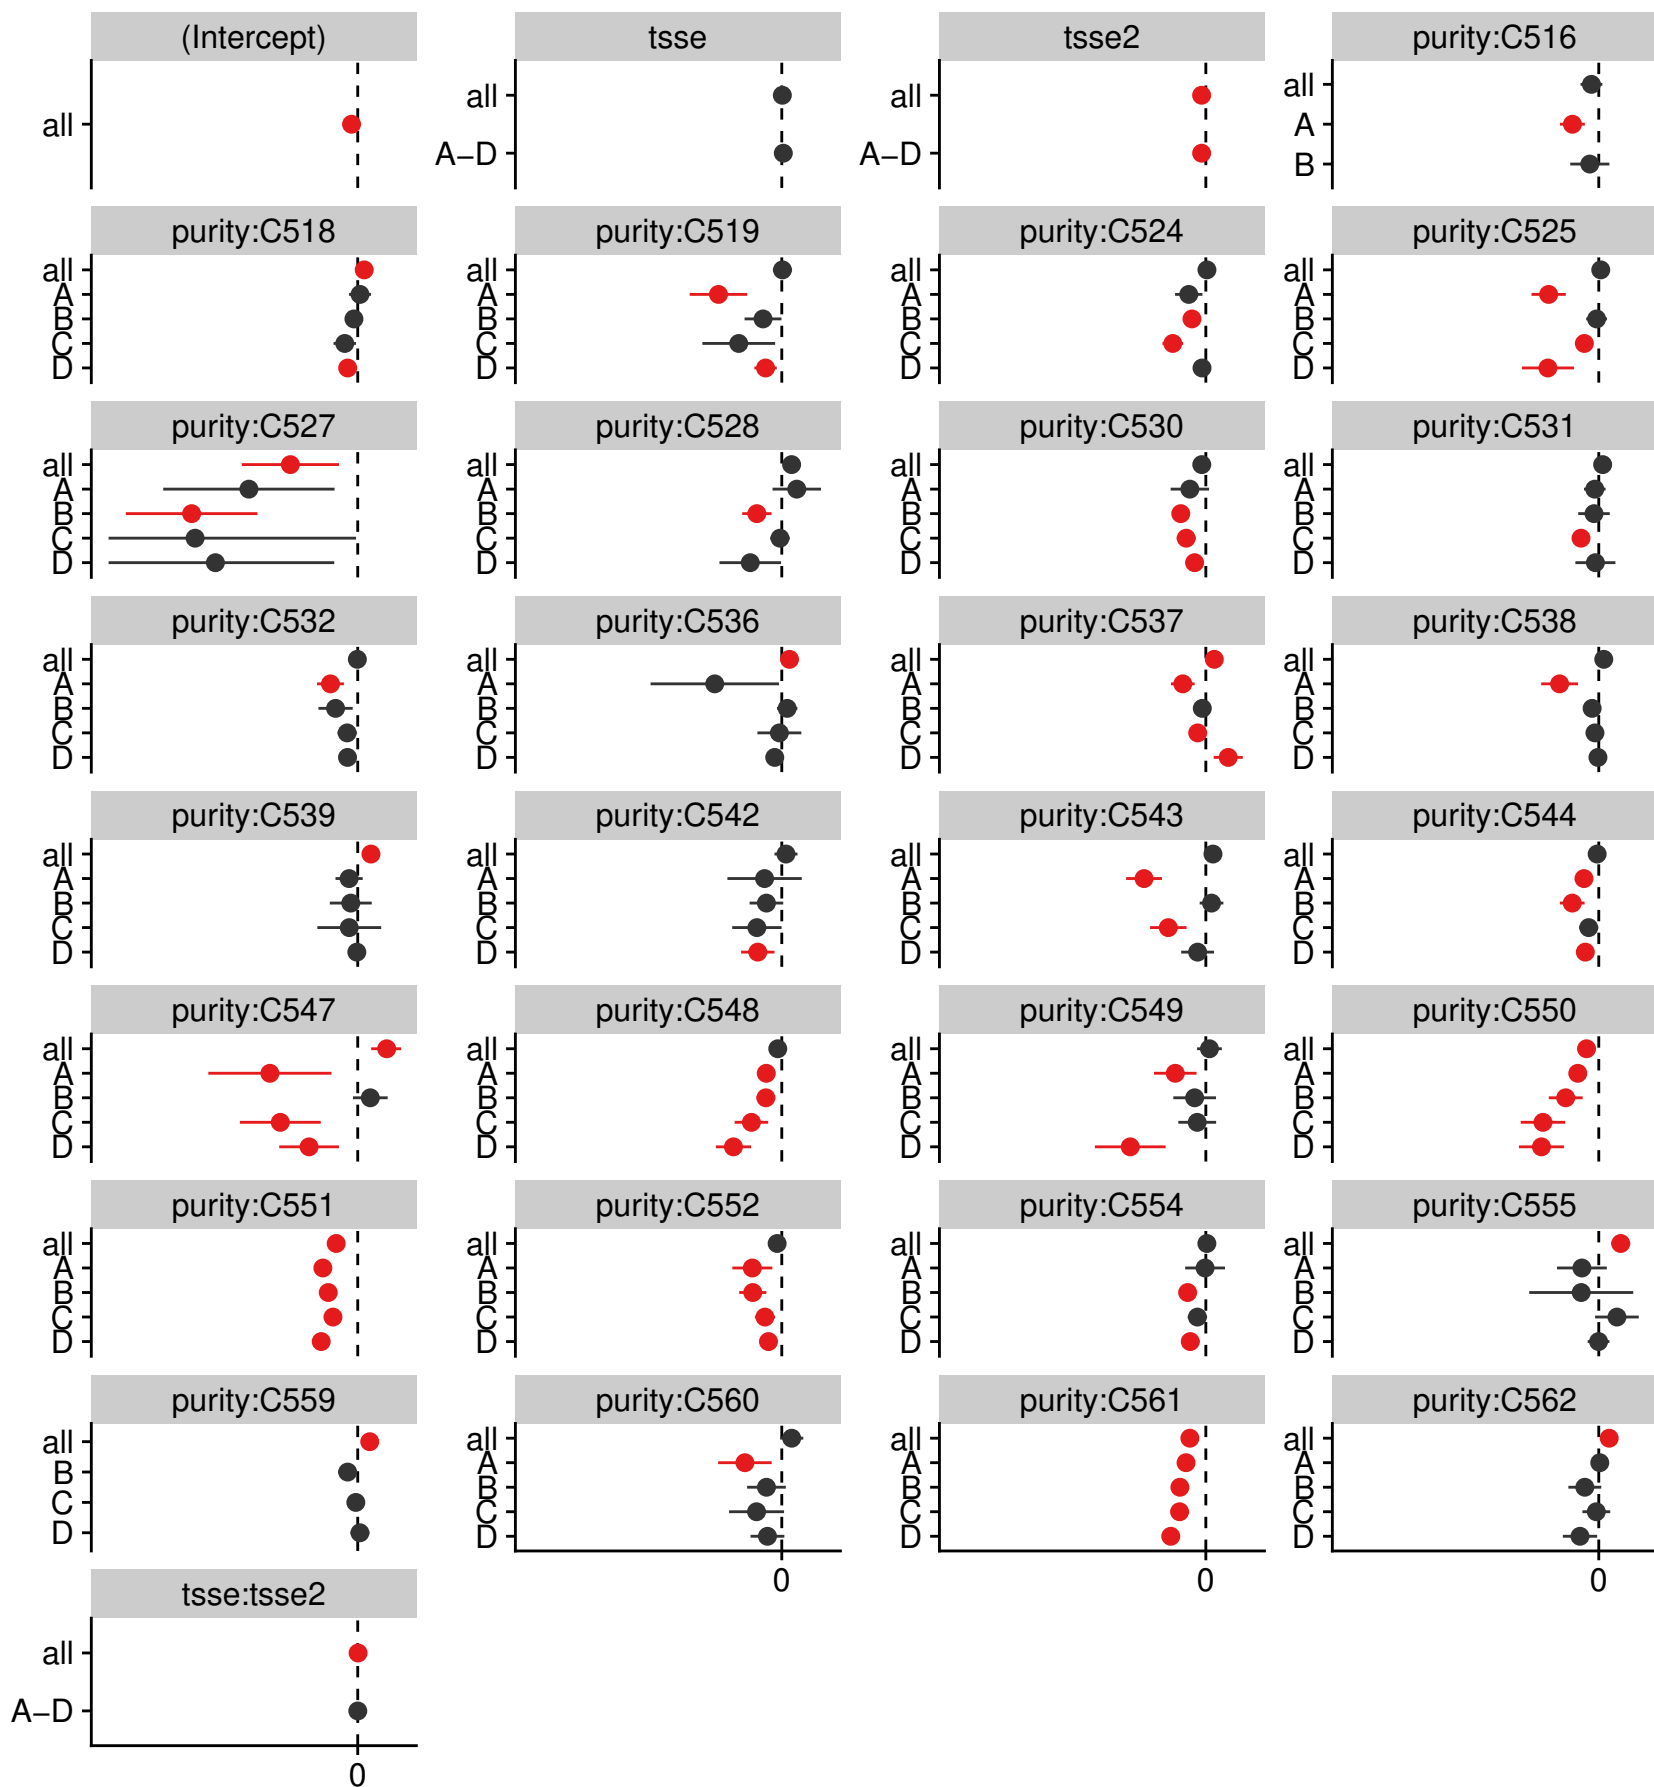 (Intercept)
all
tsse
all
A−D
tsse2
all
A−D
purity:C516
all
A
B
purity:C518
all
A
B
C
D
purity:C519
all
A
B
C
D
purity:C524
all
A
B
C
D
purity:C525
all
A
B
C
D
purity:C527
all
A
B
C
D
purity:C528
all
A
B
C
D
purity:C530
all
A
B
C
D
purity:C531
all
A
B
C
D
purity:C532
all
A
B
C
D
purity:C536
all
A
B
C
D
purity:C537
all
A
B
C
D
purity:C538
all
A
B
C
D
purity:C539
all
A
B
C
D
purity:C542
all
A
B
C
D
purity:C543
all
A
B
C
D
purity:C544
all
A
B
C
D
purity:C547
all
A
B
C
D
purity:C548
all
A
B
C
D
purity:C549
all
A
B
C
D
purity:C550
all
A
B
C
D
purity:C551
all
A
B
C
D
purity:C552
all
A
B
C
D
purity:C554
all
A
B
C
D
purity:C555
all
A
B
C
D
purity:C559
all
B
C
D
purity:C560
all
A
B
C
D
0
purity:C561
all
A
B
C
D
0
purity:C562
all
A
B
C
D
0
tsse:tsse2
all
A−D
0